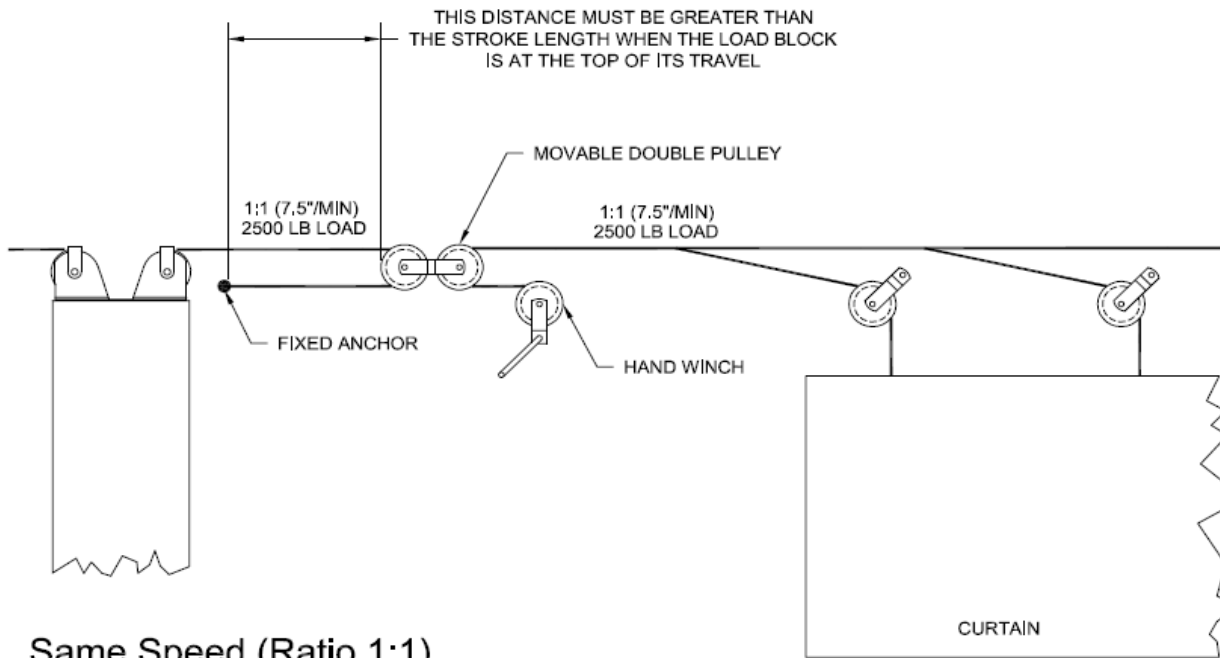 THIS DISTANCE MUST BE GREATER THAN
THE STROKE LENGTH WHEN THE LOAD BLOCK
IS AT THE TOP OF ITS TRAVEL
MOVABLE DOUBLE PULLEY
1:1 (7.5"/MIN)
2500 LB LOAD
1:1 (7.5"/MIN)
2500 LB LOAD
FIXED ANCHOR
HAND WINCH
CURTAIN
Same Speed (Ratio 1:1)